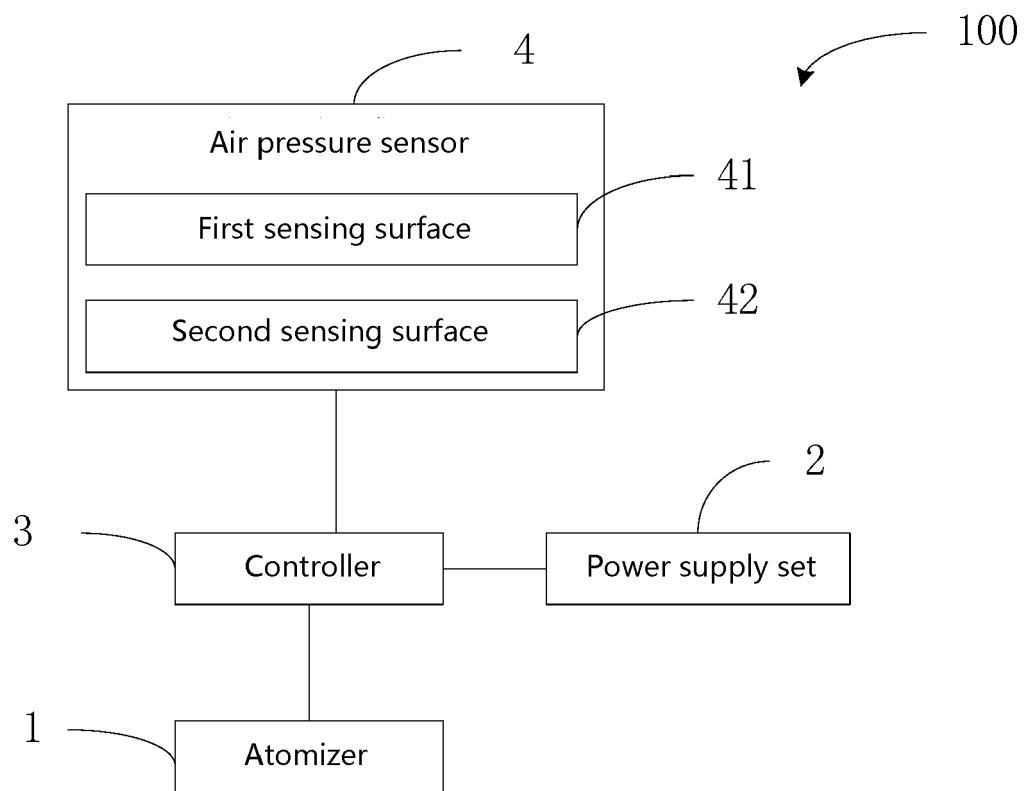 100
4
Air pressure sensor
41
First sensing surface
42
Second sensing surface
2
3
Controller
Power supply set
1
Atomizer